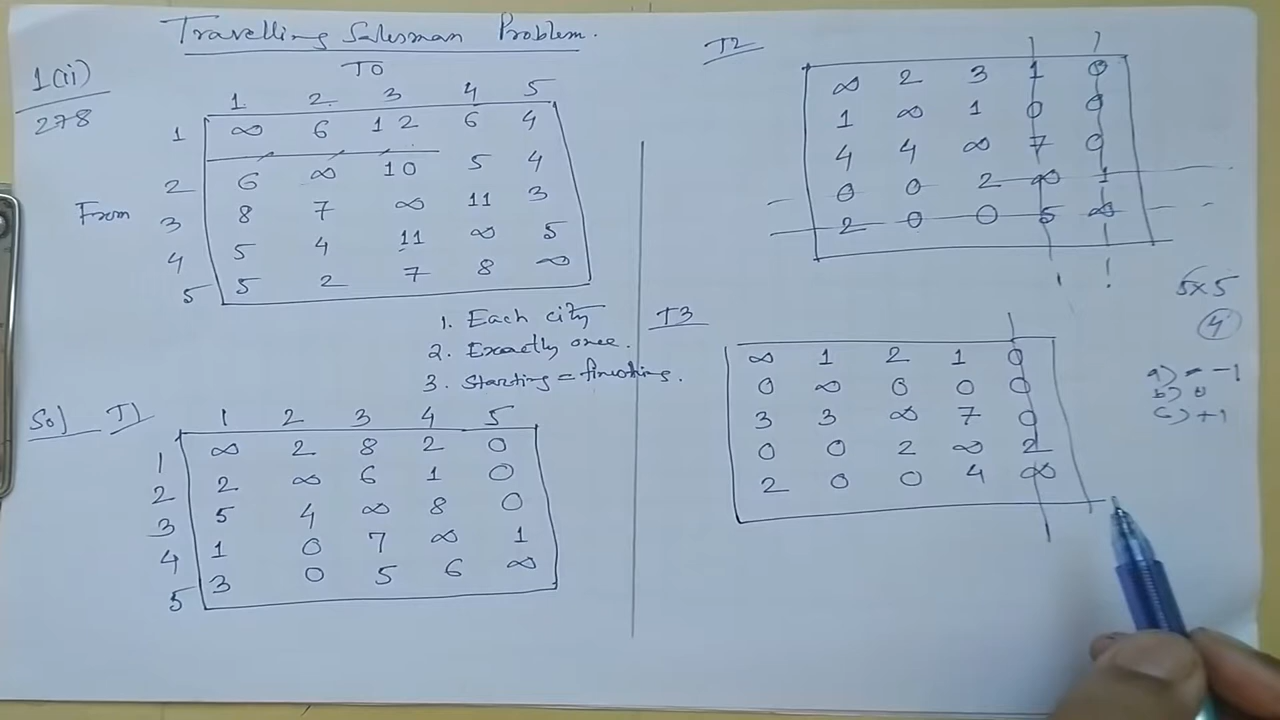 Travelling Salesman Problem.
1(ii)
278
TO
1 2 3 4 5
1 ∞ 6 12 6 4
2 6 ∞ 10 5 4
From
3 8 7 ∞ 11 3
4 5 4 11 ∞ 5
5 5 2 7 8 ∞
1. Each city
2. Exactly once.
3. Starting = finishing.
Sol T1
1 2 3 4 5
1 ∞ 2 8 2 0
2 2 ∞ 6 1 0
3 5 4 ∞ 8 0
4 1 0 7 ∞ 1
5 3 0 5 6 ∞
T2
∞ 2 3 1 0
1 ∞ 1 0 0
4 4 ∞ 7 0
0 0 2 ∞ 1
2 0 0 5 ∞
5x5
4
a) = -1
b) 0
c) +1
T3
∞ 1 2 1 0
0 ∞ 0 0 0
3 3 ∞ 7 0
0 0 2 ∞ 2
2 0 0 4 ∞